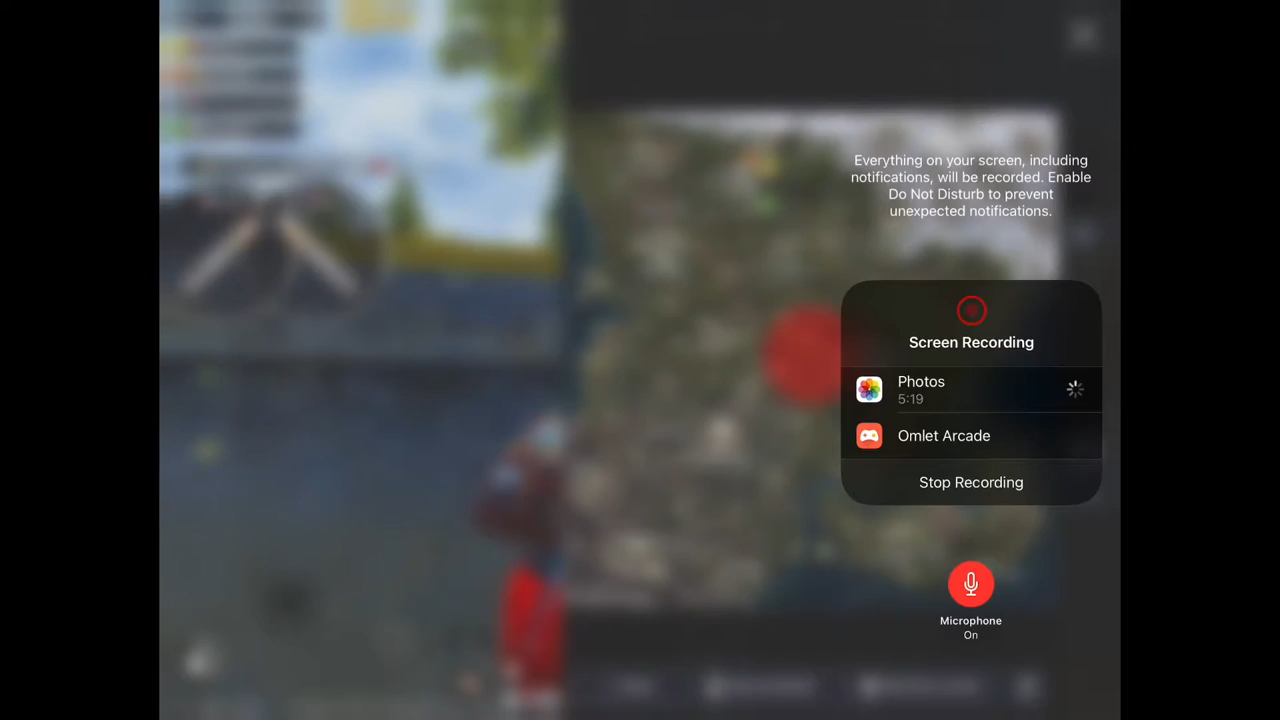 Everything on your screen, including
notifications, will be recorded. Enable
Do Not Disturb to prevent
unexpected notifications.
Screen Recording
Photos
5:19
Omlet Arcade
Stop Recording
Microphone
On